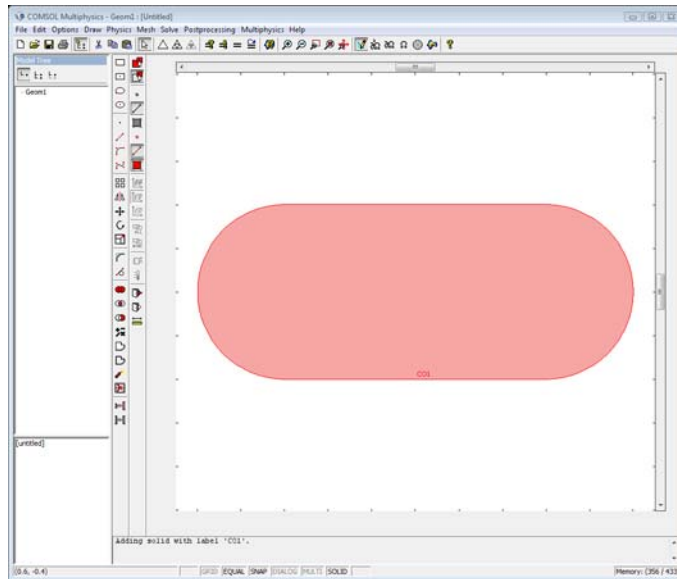 COMSOL Multiphysics - Geom1 : [Untitled]
File Edit Options Draw Physics Mesh Solve Postprocessing Multiphysics Help
Model Tree
Geom1
CO1
[untitled]
Adding solid with label 'CO1'.
(0.6, -0.4)
GRID EQUAL SNAP DIALOG MULTI SOLID
Memory: (356 / 433